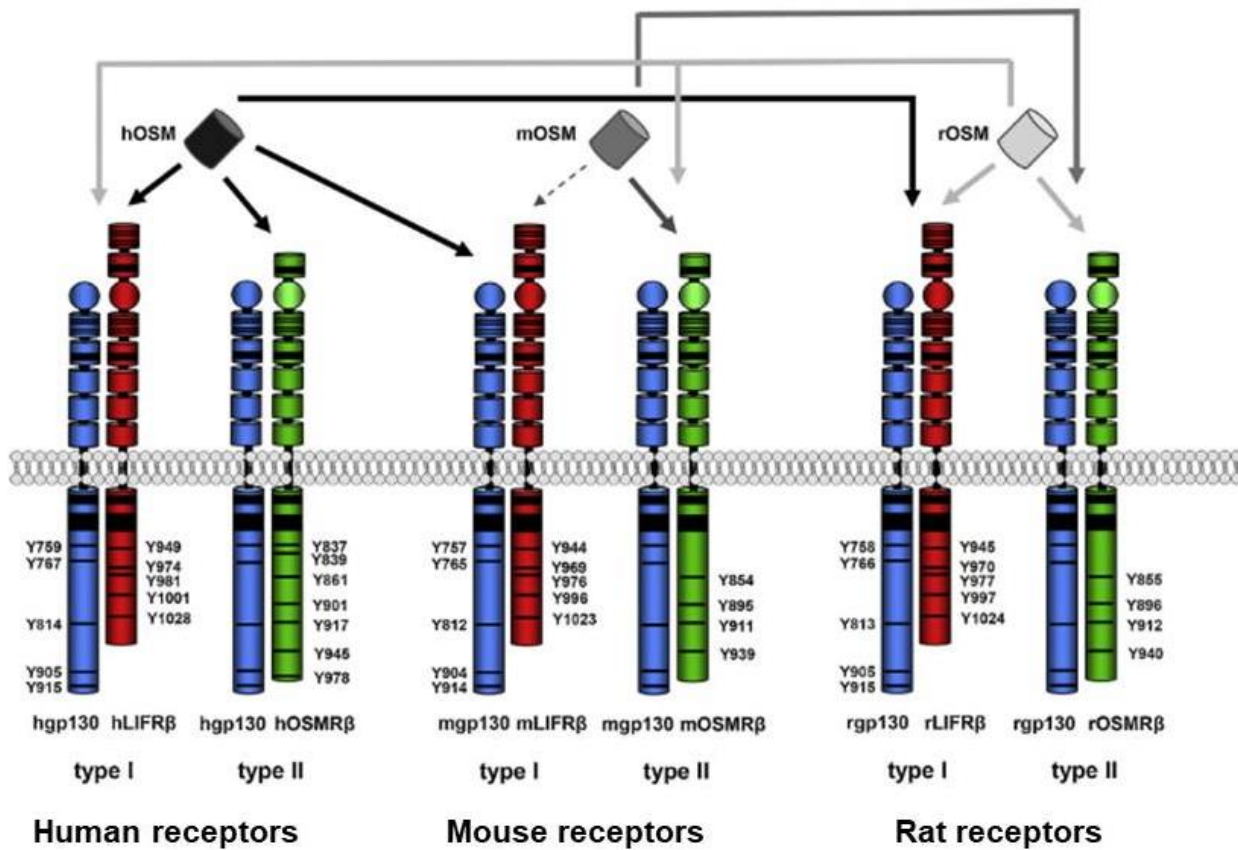 hOSM
mOSM
rOSM
Y759
Y767
Y814
Y905
Y915
Y949
Y974
Y981
Y1001
Y1028
Y837
Y839
Y861
Y901
Y917
Y945
Y978
Y757
Y765
Y812
Y904
Y914
Y944
Y969
Y976
Y996
Y1023
Y854
Y895
Y911
Y939
Y758
Y766
Y813
Y905
Y915
Y945
Y970
Y977
Y997
Y1024
Y855
Y896
Y912
Y940
hgp130 hLIFRβ hgp130 hOSMRβ mgp130 mLIFRβ mgp130 mOSMRβ rgp130 rLIFRβ rgp130 rOSMRβ
type I type II type I type II type I type II
Human receptors Mouse receptors Rat receptors